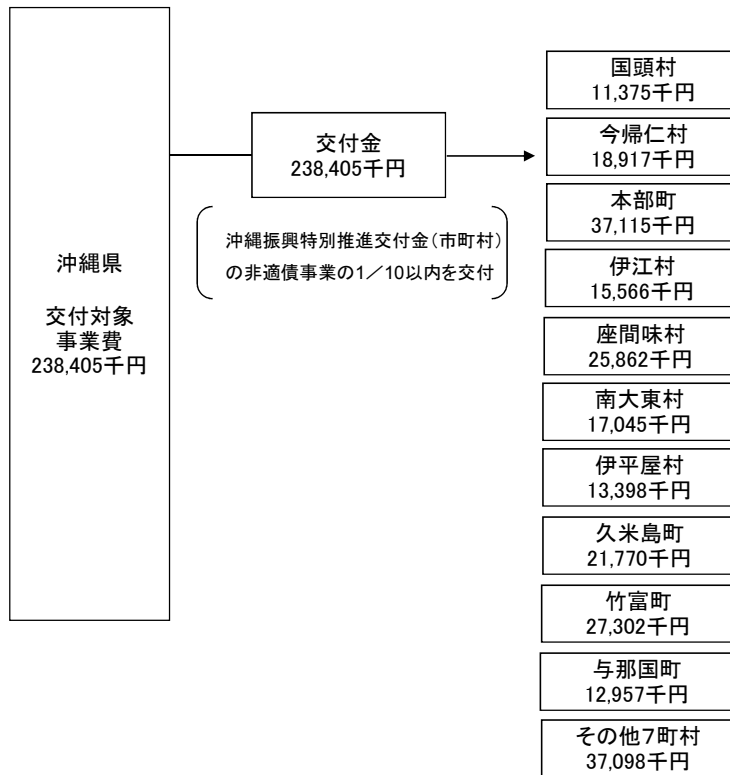 沖縄県
交付対象
事業費
238,405千円
交付金
238,405千円
沖縄振興特別推進交付金(市町村)
の非適債事業の1/10以内を交付
国頭村
11,375千円
今帰仁村
18,917千円
本部町
37,115千円
伊江村
15,566千円
座間味村
25,862千円
南大東村
17,045千円
伊平屋村
13,398千円
久米島町
21,770千円
竹富町
27,302千円
与那国町
12,957千円
その他7町村
37,098千円